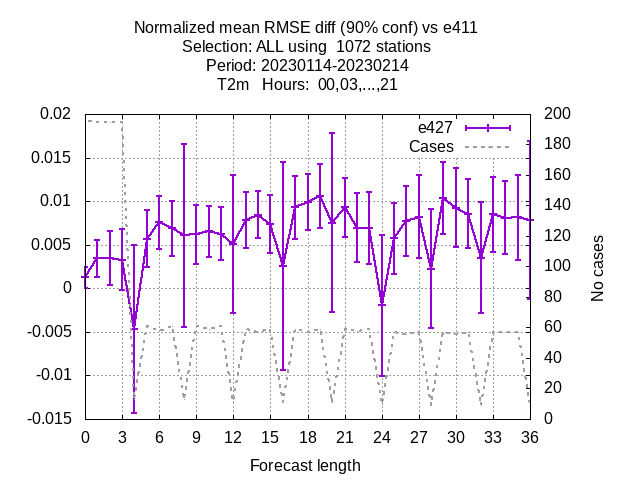 Normalized mean RMSE diff (90% conf) vs e411
Selection: ALL using  1072 stations
Period: 20230114-20230214
T2m   Hours:  00,03,...,21
e427
Cases
0.02
0.015
0.01
0.005
0
-0.005
-0.01
-0.015
200
180
160
140
120
100
80
60
40
20
0
No cases
0 3 6 9 12 15 18 21 24 27 30 33 36
Forecast length